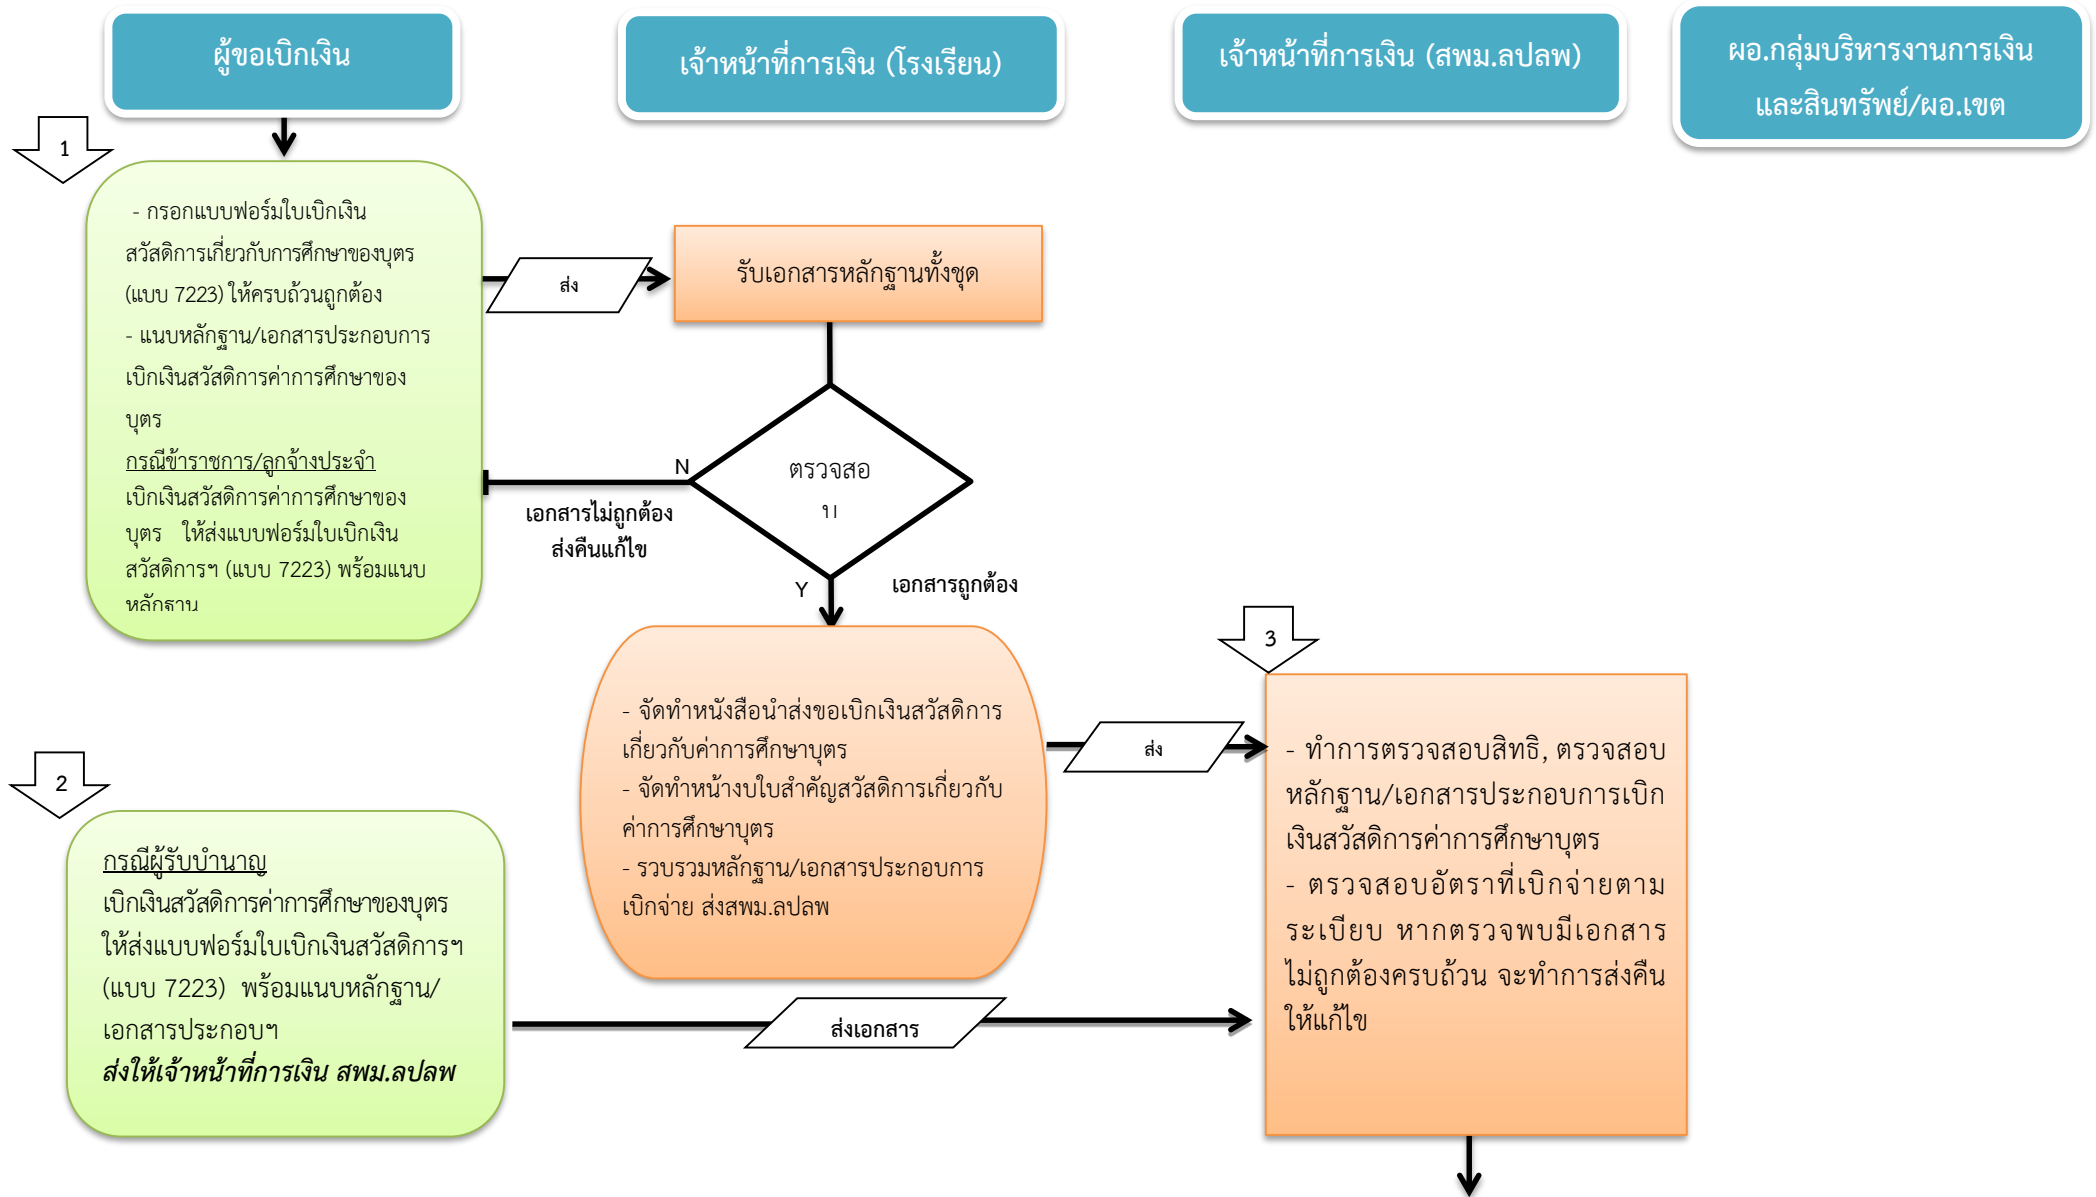 ผู้ขอเบิกเงิน
เจ้าหน้าที่การเงิน (โรงเรียน)
เจ้าหน้าที่การเงิน (สพม.ลปลพ)
ผอ.กลุ่มบริหารงานการเงิน
และสินทรัพย์/ผอ.เขต
1
- กรอกแบบฟอร์มใบเบิกเงิน
สวัสดิการเกี่ยวกับการศึกษาของบุตร
(แบบ 7223) ให้ครบถ้วนถูกต้อง
- แนบหลักฐาน/เอกสารประกอบการ
เบิกเงินสวัสดิการค่าการศึกษาของ
บุตร
กรณีข้าราชการ/ลูกจ้างประจำ
เบิกเงินสวัสดิการค่าการศึกษาของ
บุตร ให้ส่งแบบฟอร์มใบเบิกเงิน
สวัสดิการฯ (แบบ 7223) พร้อมแนบ
หลักฐาน
ส่ง
รับเอกสารหลักฐานทั้งชุด
ตรวจสอ
บ
N
เอกสารไม่ถูกต้อง
ส่งคืนแก้ไข
Y
เอกสารถูกต้อง
- จัดทำหนังสือนำส่งขอเบิกเงินสวัสดิการ
เกี่ยวกับค่าการศึกษาบุตร
- จัดทำหน้างบใบสำคัญสวัสดิการเกี่ยวกับ
ค่าการศึกษาบุตร
- รวบรวมหลักฐาน/เอกสารประกอบการ
เบิกจ่าย ส่งสพม.ลปลพ
ส่ง
2
กรณีผู้รับบำนาญ
เบิกเงินสวัสดิการค่าการศึกษาของบุตร
ให้ส่งแบบฟอร์มใบเบิกเงินสวัสดิการฯ
(แบบ 7223) พร้อมแนบหลักฐาน/
เอกสารประกอบฯ
ส่งให้เจ้าหน้าที่การเงิน สพม.ลปลพ
ส่งเอกสาร
3
- ทำการตรวจสอบสิทธิ, ตรวจสอบ
หลักฐาน/เอกสารประกอบการเบิก
เงินสวัสดิการค่าการศึกษาบุตร
- ตรวจสอบอัตราที่เบิกจ่ายตาม
ระเบียบ หากตรวจพบมีเอกสาร
ไม่ถูกต้องครบถ้วน จะทำการส่งคืน
ให้แก้ไข